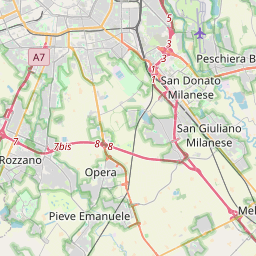 5
A7
3
3
Peschiera B
1
1
San Donato
Milanese
San Giuliano
Milanese
7
7bis
8
8
Rozzano
Opera
Mel
Pieve Emanuele